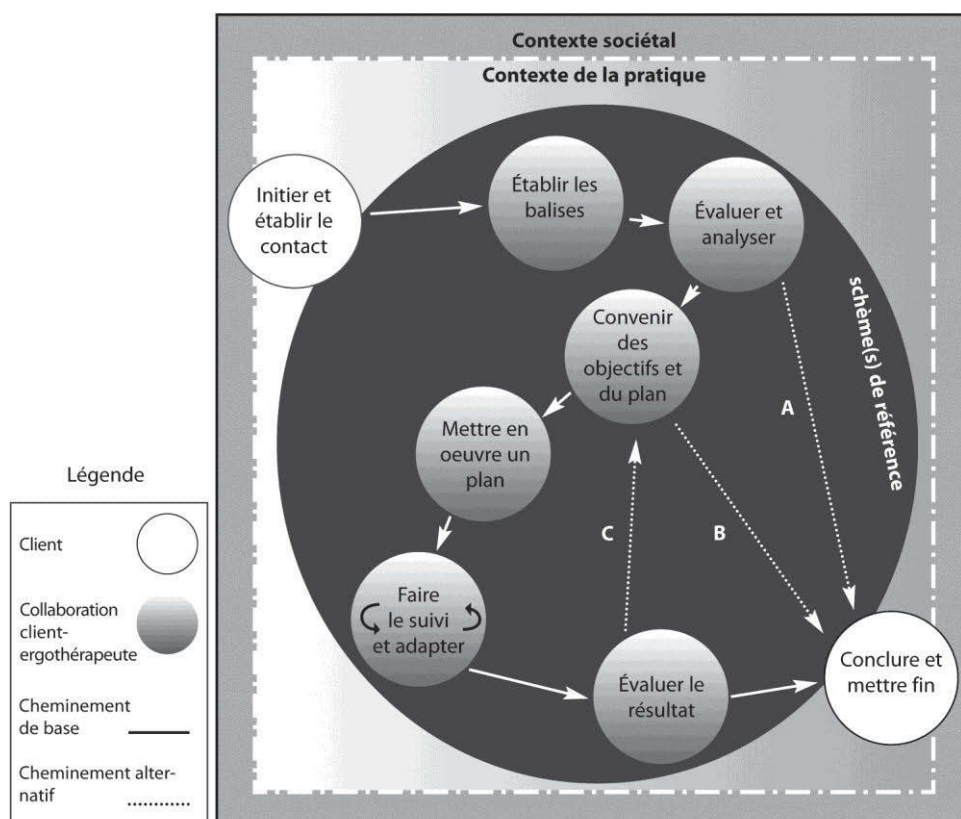 Contexte sociétal
Contexte de la pratique
Initier et
établir le
contact
Établir les
balises
Évaluer et
analyser
Convenir
des
objectifs et
du plan
schème(s) de référence
A
Mettre en
oeuvre un
plan
C
B
Faire
le suivi
et adapter
Évaluer le
résultat
Conclure et
mettre fin
Légende
Client
Collaboration
client-
ergothérapeute
Cheminement
de base
Cheminement alter-
natif